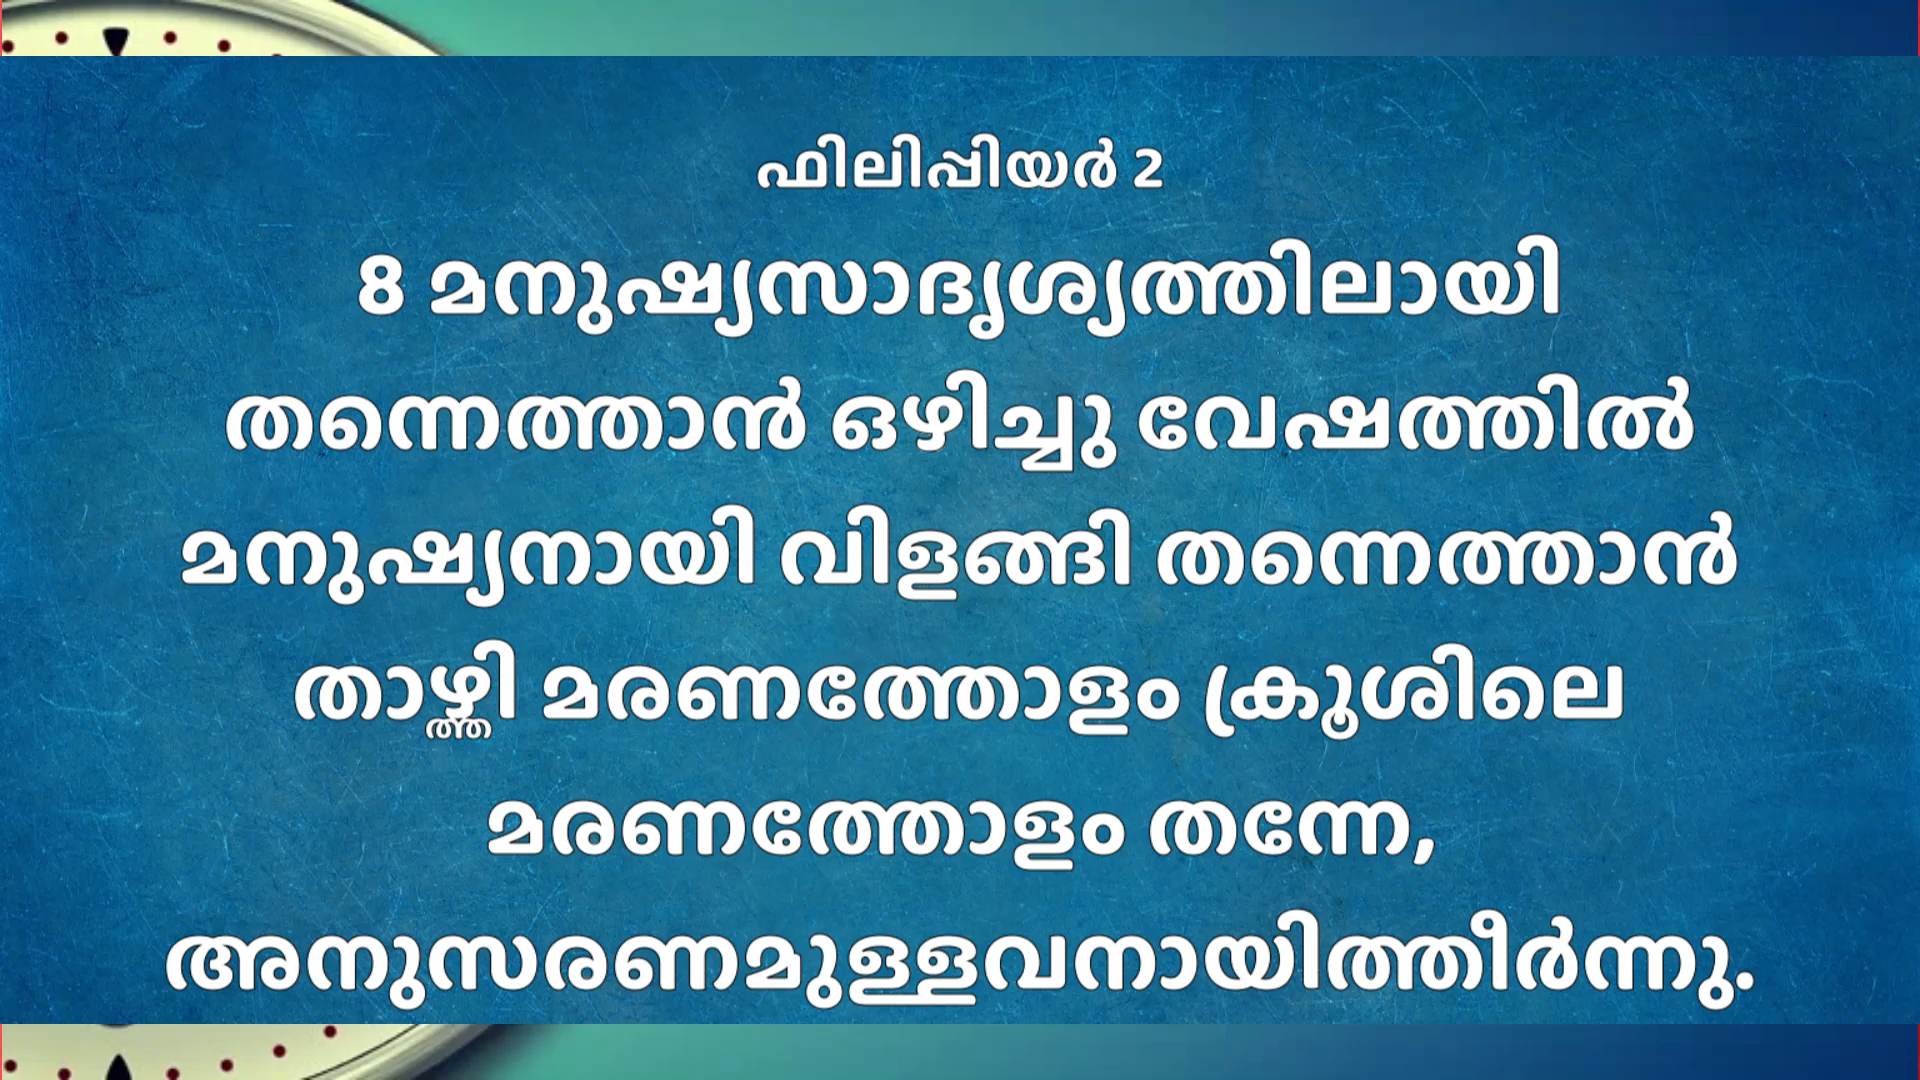 ഫിലിപ്പിയർ 2
8 മനുഷ്യസാദൃശ്യത്തിലായി
തന്നെത്താൻ ഒഴിച്ചു വേഷത്തിൽ
മനുഷ്യനായി വിളങ്ങി തന്നെത്താൻ
താഴ്ത്തി മരണത്തോളം ക്രൂശിലെ
മരണത്തോളം തന്നേ,
അനുസരണമുള്ളവനായിത്തീർന്നു.